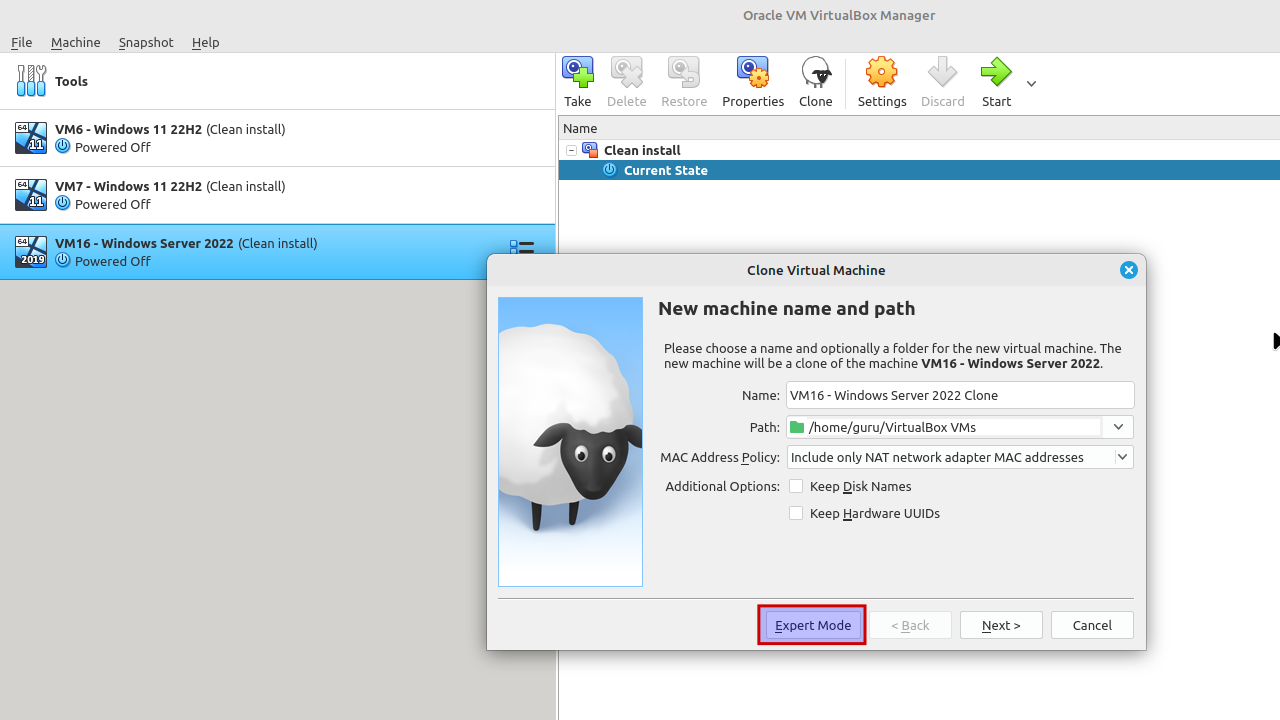 Oracle VM VirtualBox Manager
File Machine Snapshot Help
Tools
Take Delete Restore Properties Clone Settings Discard Start
Name
64 11 VM6 - Windows 11 22H2 (Clean install)
Powered Off
Clean install
Current State
64 11 VM7 - Windows 11 22H2 (Clean install)
Powered Off
64 2019 VM16 - Windows Server 2022 (Clean install)
Powered Off
Clone Virtual Machine
New machine name and path
Please choose a name and optionally a folder for the new virtual machine. The
new machine will be a clone of the machine VM16 - Windows Server 2022.
Name: VM16 - Windows Server 2022 Clone
Path: /home/guru/VirtualBox VMs
MAC Address Policy: Include only NAT network adapter MAC addresses
Additional Options: Keep Disk Names
Keep Hardware UUIDs
Expert Mode < Back Next > Cancel